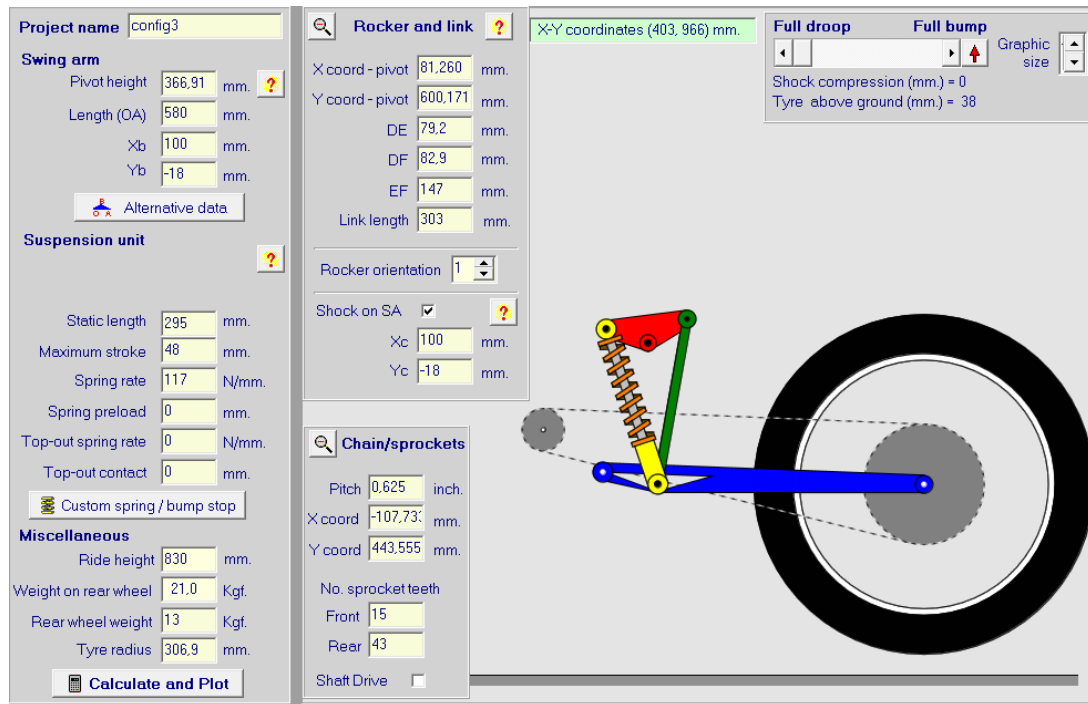 Project name config3
Swing arm
Pivot height 366,91 mm. ?
Length (OA) 580 mm.
Xb 100 mm.
Yb -18 mm.
B O A Alternative data
Suspension unit
?
Static length 295 mm.
Maximum stroke 48 mm.
Spring rate 117 N/mm.
Spring preload 0 mm.
Top-out spring rate 0 N/mm.
Top-out contact 0 mm.
Custom spring / bump stop
Miscellaneous
Ride height 830 mm.
Weight on rear wheel 21,0 Kgf.
Rear wheel weight 13 Kgf.
Tyre radius 306,9 mm.
Calculate and Plot
Rocker and link ?
X coord - pivot 81,260 mm.
Y coord - pivot 600,171 mm.
DE 79,2 mm.
DF 82,9 mm.
EF 147 mm.
Link length 303 mm.
Rocker orientation 1
Shock on SA ?
Xc 100 mm.
Yc -18 mm.
Chain/sprockets
Pitch 0,625 inch.
X coord -107,73 mm.
Y coord 443,555 mm.
No. sprocket teeth
Front 15
Rear 43
Shaft Drive
X-Y coordinates (403, 966) mm.
Full droop Full bump
Graphic size
Shock compression (mm.) = 0
Tyre above ground (mm.) = 38